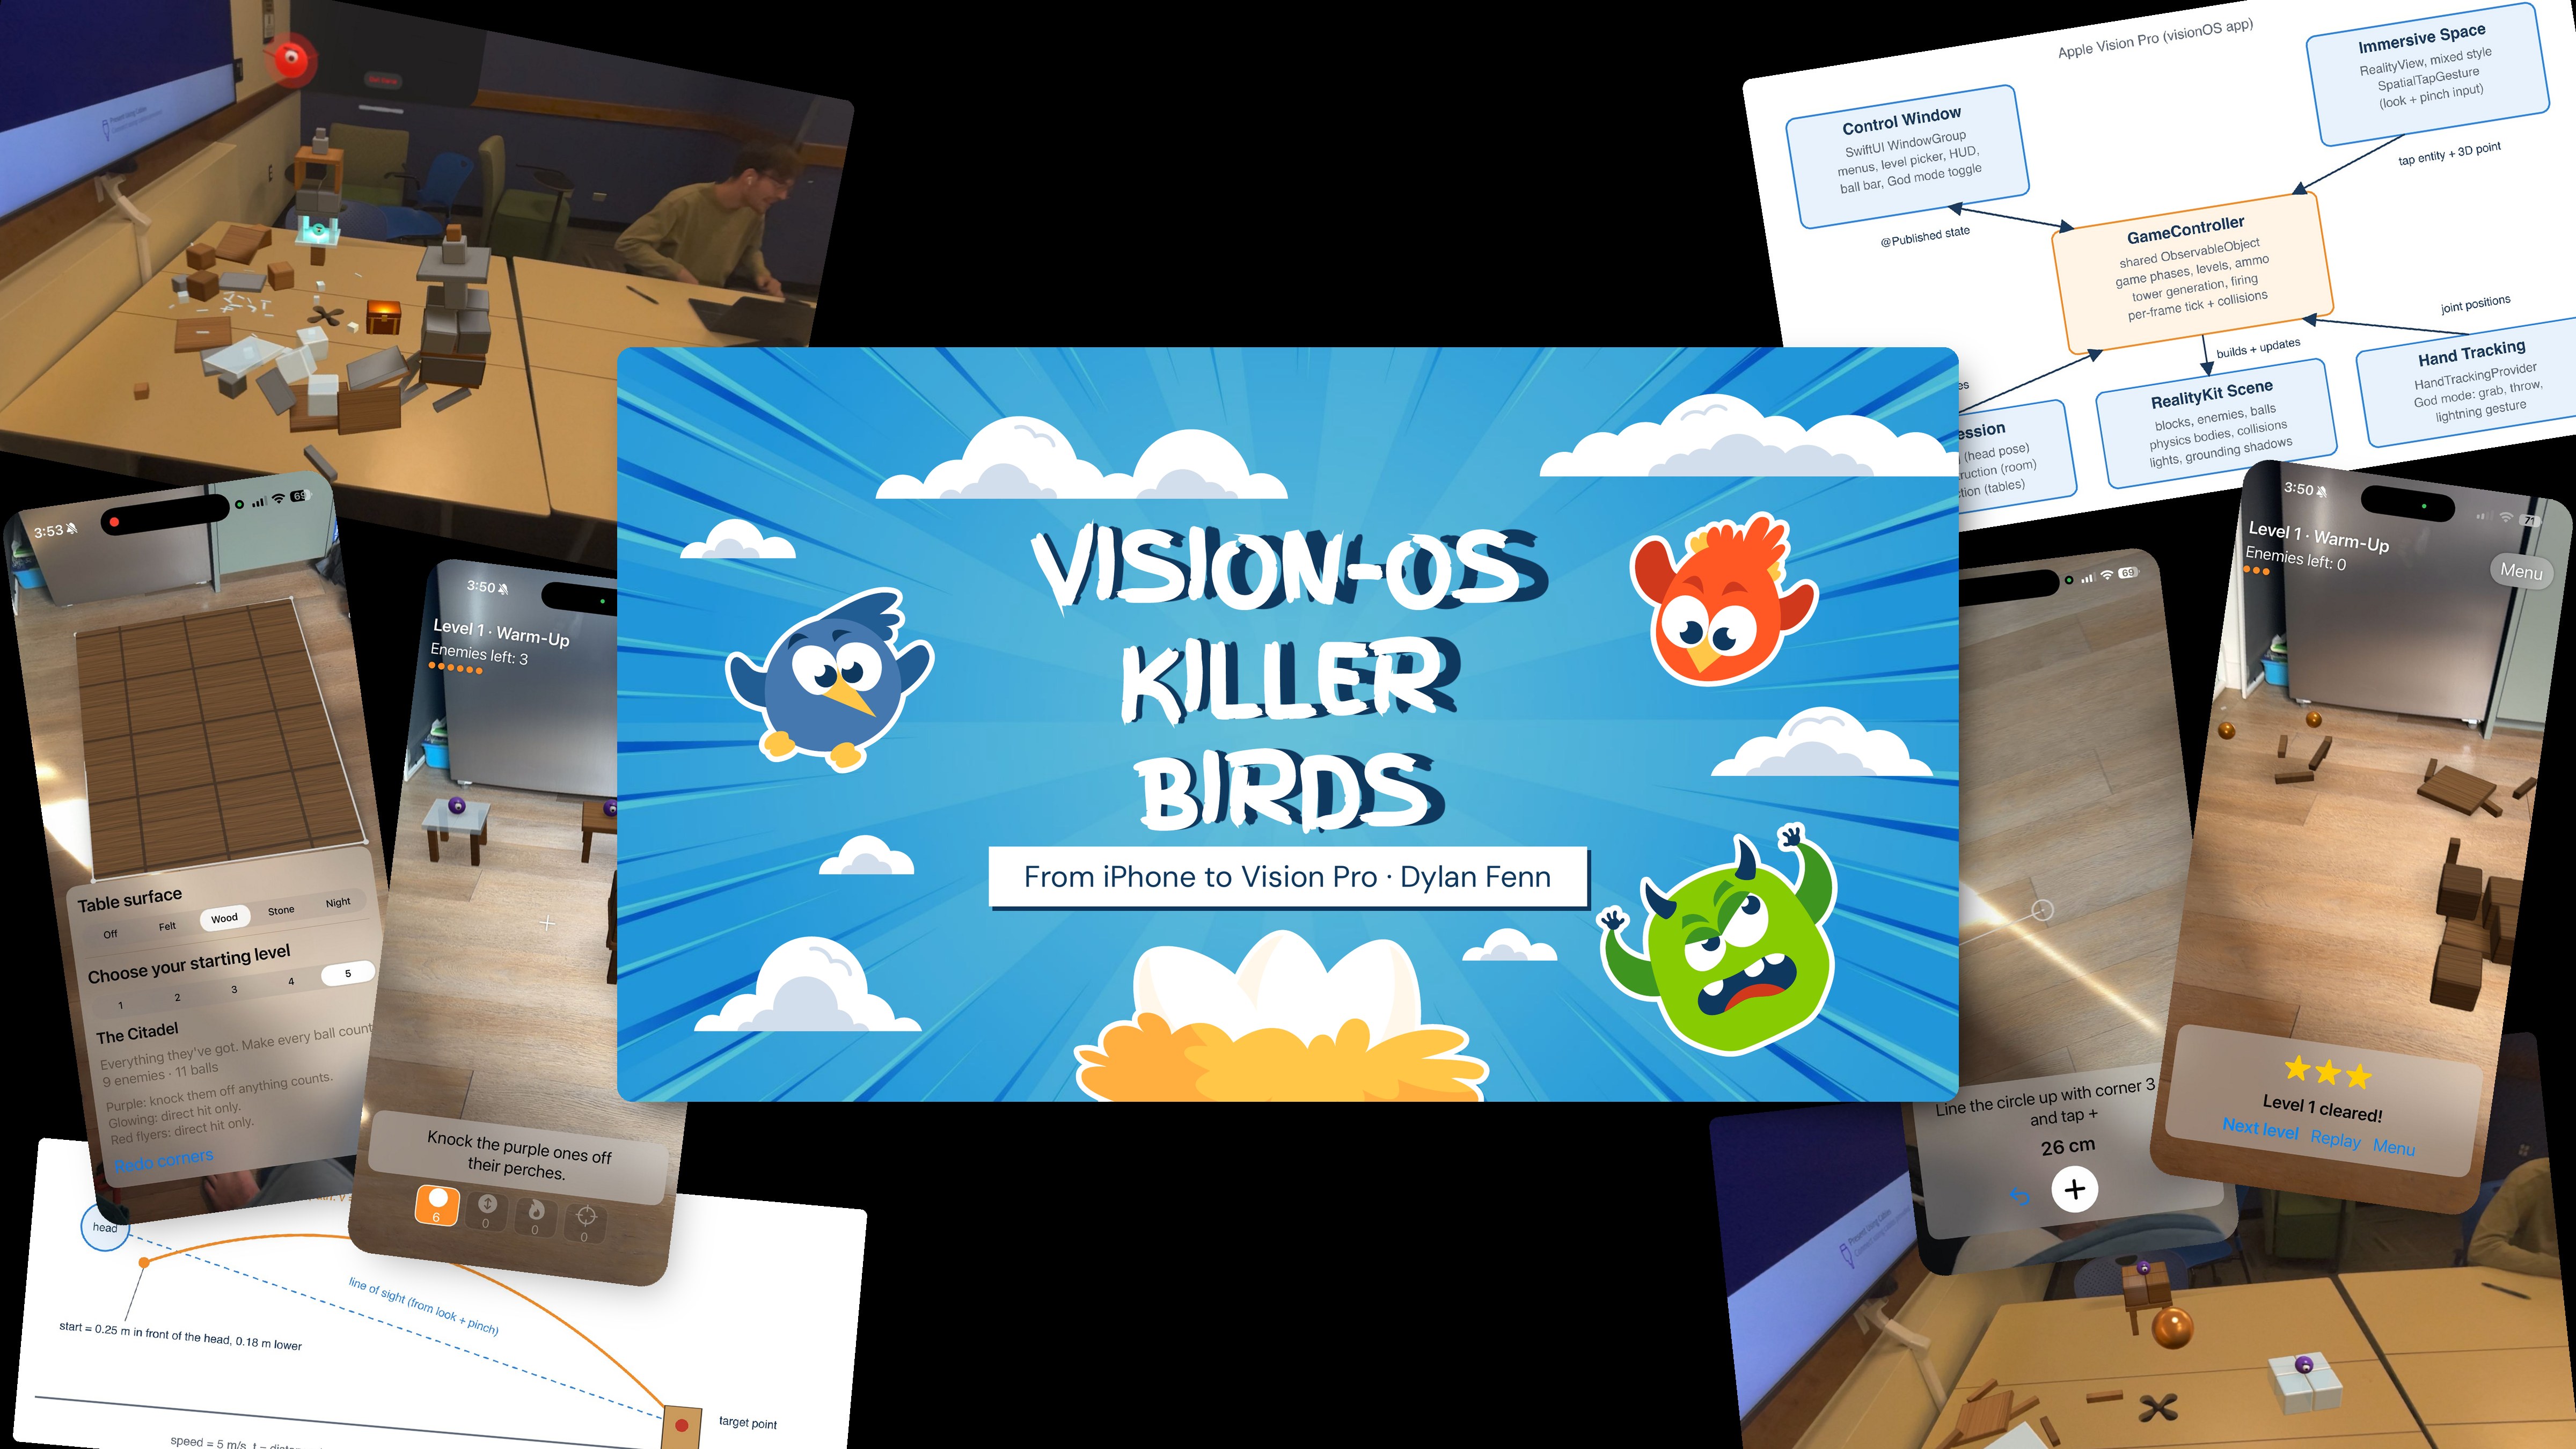 VISION-OS
KILLER
BIRDS
From iPhone to Vision Pro · Dylan Fenn
Apple Vision Pro (visionOS app)
Control Window
SwiftUI WindowGroup
menus, level picker, HUD,
ball bar, God mode toggle
Immersive Space
RealityView, mixed style
SpatialTapGesture
(look + pinch input)
tap entity + 3D point
@Published state
GameController
shared ObservableObject
game phases, levels, ammo
tower generation, firing
per-frame tick + collisions
joint positions
builds + updates
Hand Tracking
HandTrackingProvider
God mode: grab, throw,
lightning gesture
RealityKit Scene
blocks, enemies, balls
physics bodies, collisions
lights, grounding shadows
(head pose)
(room)
(tables)
3:53
69
Table surface
Off
Felt
Wood
Stone
Night
Choose your starting level
1
2
3
4
5
The Citadel
Everything they've got. Make every ball count
9 enemies · 11 balls
Purple: knock them off anything counts.
Glowing: direct hit only.
Red flyers: direct hit only.
Redo corners
3:50
Level 1 · Warm-Up
Enemies left: 3
Knock the purple ones off
their perches.
6
0
0
0
69
Line the circle up with corner 3
and tap +
26 cm
3:50
71
Level 1 · Warm-Up
Enemies left: 0
Menu
Level 1 cleared!
Next level
Replay
Menu
head
line of sight (from look + pinch)
start = 0.25 m in front of the head, 0.18 m lower
target point
speed = 5 m/s